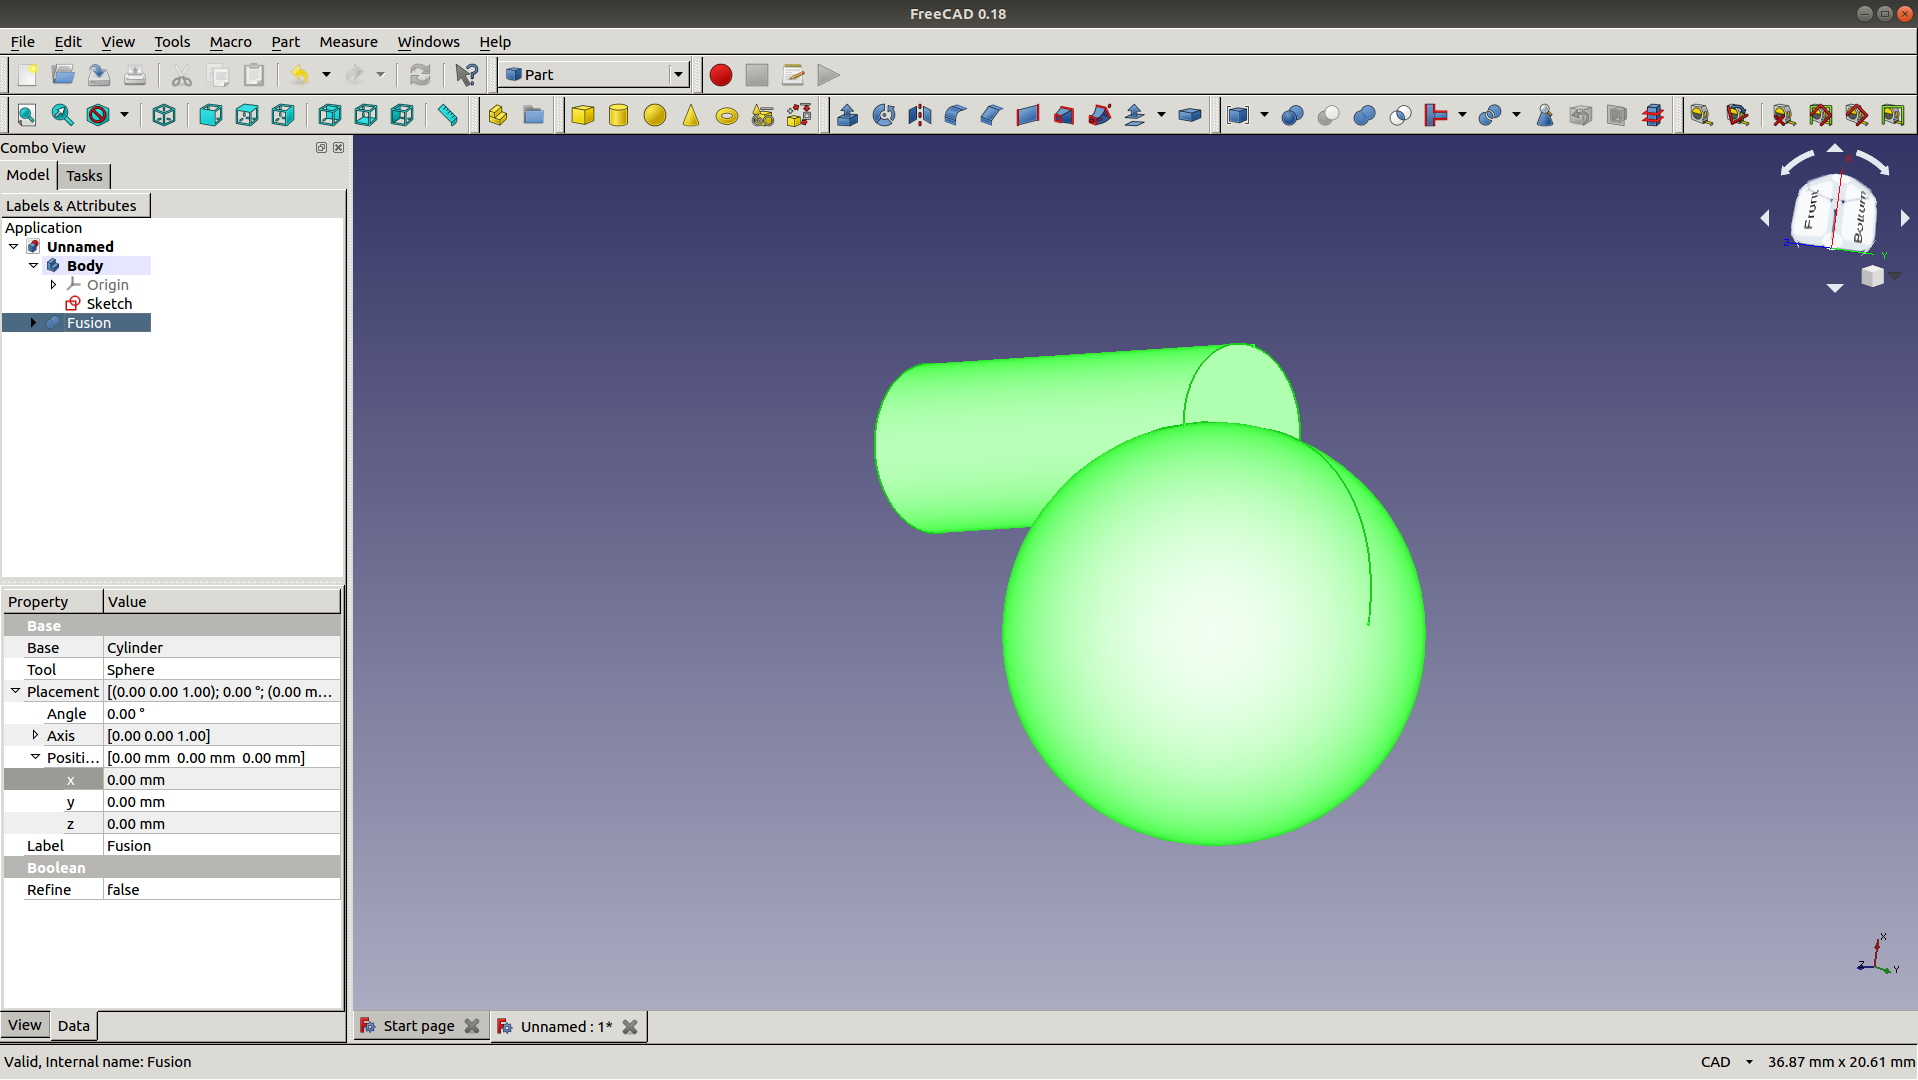 FreeCAD 0.18
File Edit View Tools Macro Part Measure Windows Help
Part
Combo View
Model Tasks
Labels & Attributes
Application
Unnamed
Body
Origin
Sketch
Fusion
Property Value
Base
Base Cylinder
Tool Sphere
Placement [(0.00 0.00 1.00); 0.00 °; (0.00 m...
Angle 0.00 °
Axis [0.00 0.00 1.00]
Positi... [0.00 mm 0.00 mm 0.00 mm]
x 0.00 mm
y 0.00 mm
z 0.00 mm
Label Fusion
Boolean
Refine false
View Data
X
Front Bottom
Z Y
X
Z Y
Start page Unnamed : 1*
Valid, Internal name: Fusion CAD 36.87 mm x 20.61 mm